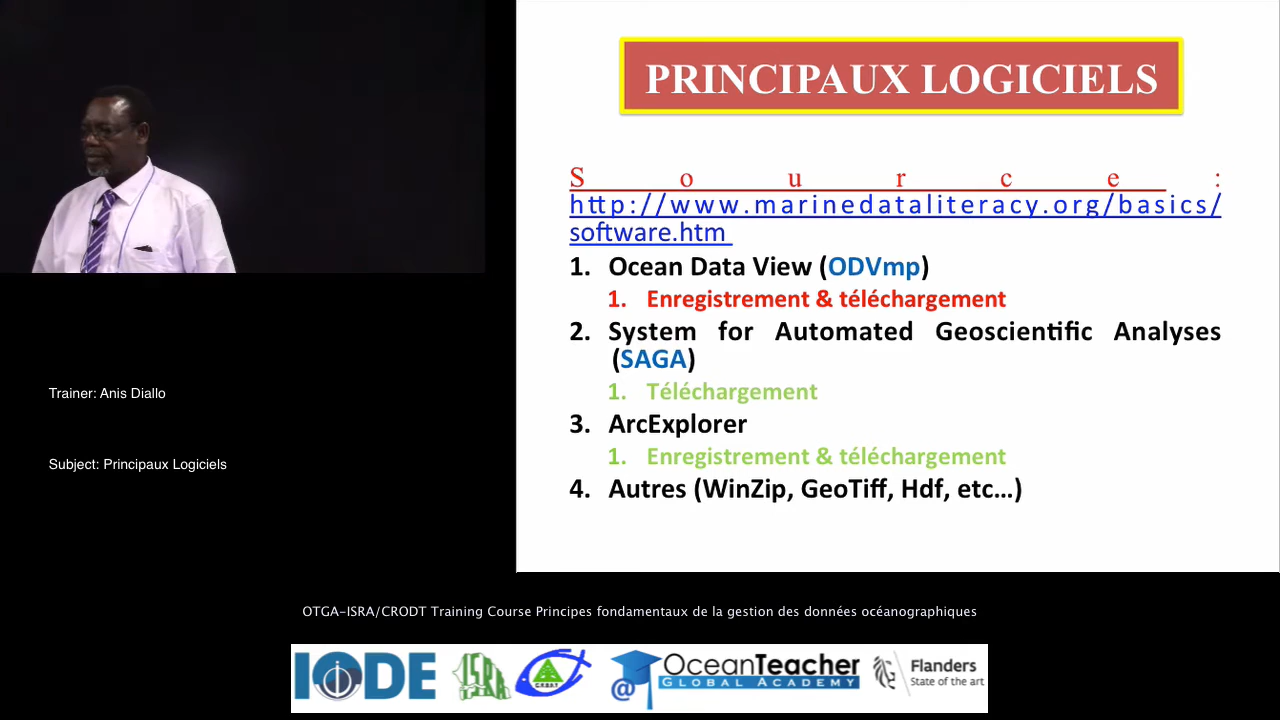 PRINCIPAUX LOGICIELS
Source :
http://www.marinedataliteracy.org/basics/
software.htm
1. Ocean Data View (ODVmp)
1. Enregistrement & téléchargement
2. System for Automated Geoscientific Analyses
(SAGA)
1. Téléchargement
3. ArcExplorer
1. Enregistrement & téléchargement
4. Autres (WinZip, GeoTiff, Hdf, etc…)
Trainer: Anis Diallo
Subject: Principaux Logiciels
OTGA-ISRA/CRODT Training Course Principes fondamentaux de la gestion des données océanographiques
IODE
ISRA
@
OceanTeacher
GLOBAL ACADEMY
Flanders
State of the art